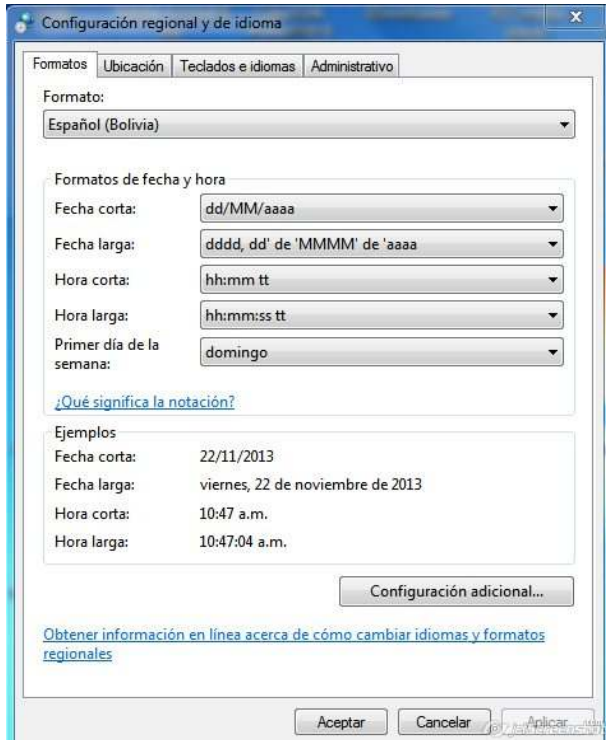 Configuración regional y de idioma
Formatos Ubicación Teclados e idiomas Administrativo
Formato:
Español (Bolivia)
Formatos de fecha y hora
Fecha corta: dd/MM/aaaa
Fecha larga: dddd, dd' de 'MMMM' de 'aaaa
Hora corta: hh:mm tt
Hora larga: hh:mm:ss tt
Primer día de la
semana: domingo
¿Qué significa la notación?
Ejemplos
Fecha corta: 22/11/2013
Fecha larga: viernes, 22 de noviembre de 2013
Hora corta: 10:47 a.m.
Hora larga: 10:47:04 a.m.
Configuración adicional...
Obtener información en línea acerca de cómo cambiar idiomas y formatos
regionales
Aceptar Cancelar Aplicar